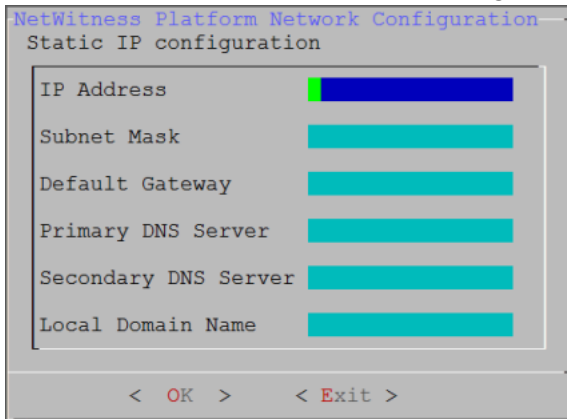 NetWitness Platform Network Configuration
Static IP configuration
IP Address
Subnet Mask
Default Gateway
Primary DNS Server
Secondary DNS Server
Local Domain Name
< OK > < Exit >